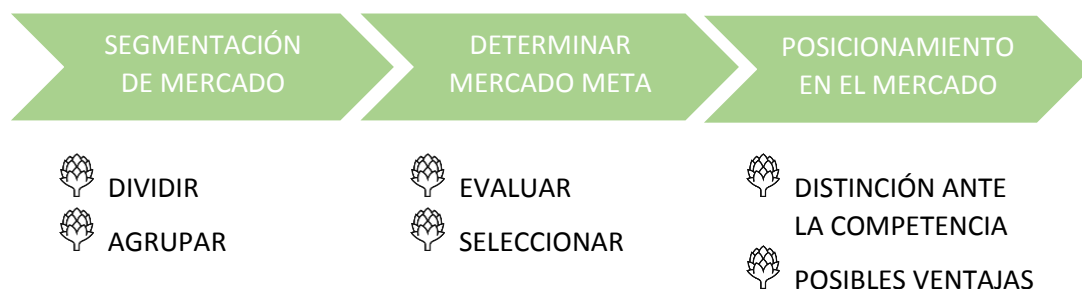 SEGMENTACIÓN
DE MERCADO
DETERMINAR
MERCADO META
POSICIONAMIENTO
EN EL MERCADO
DIVIDIR
AGRUPAR
EVALUAR
SELECCIONAR
DISTINCIÓN ANTE
LA COMPETENCIA
POSIBLES VENTAJAS